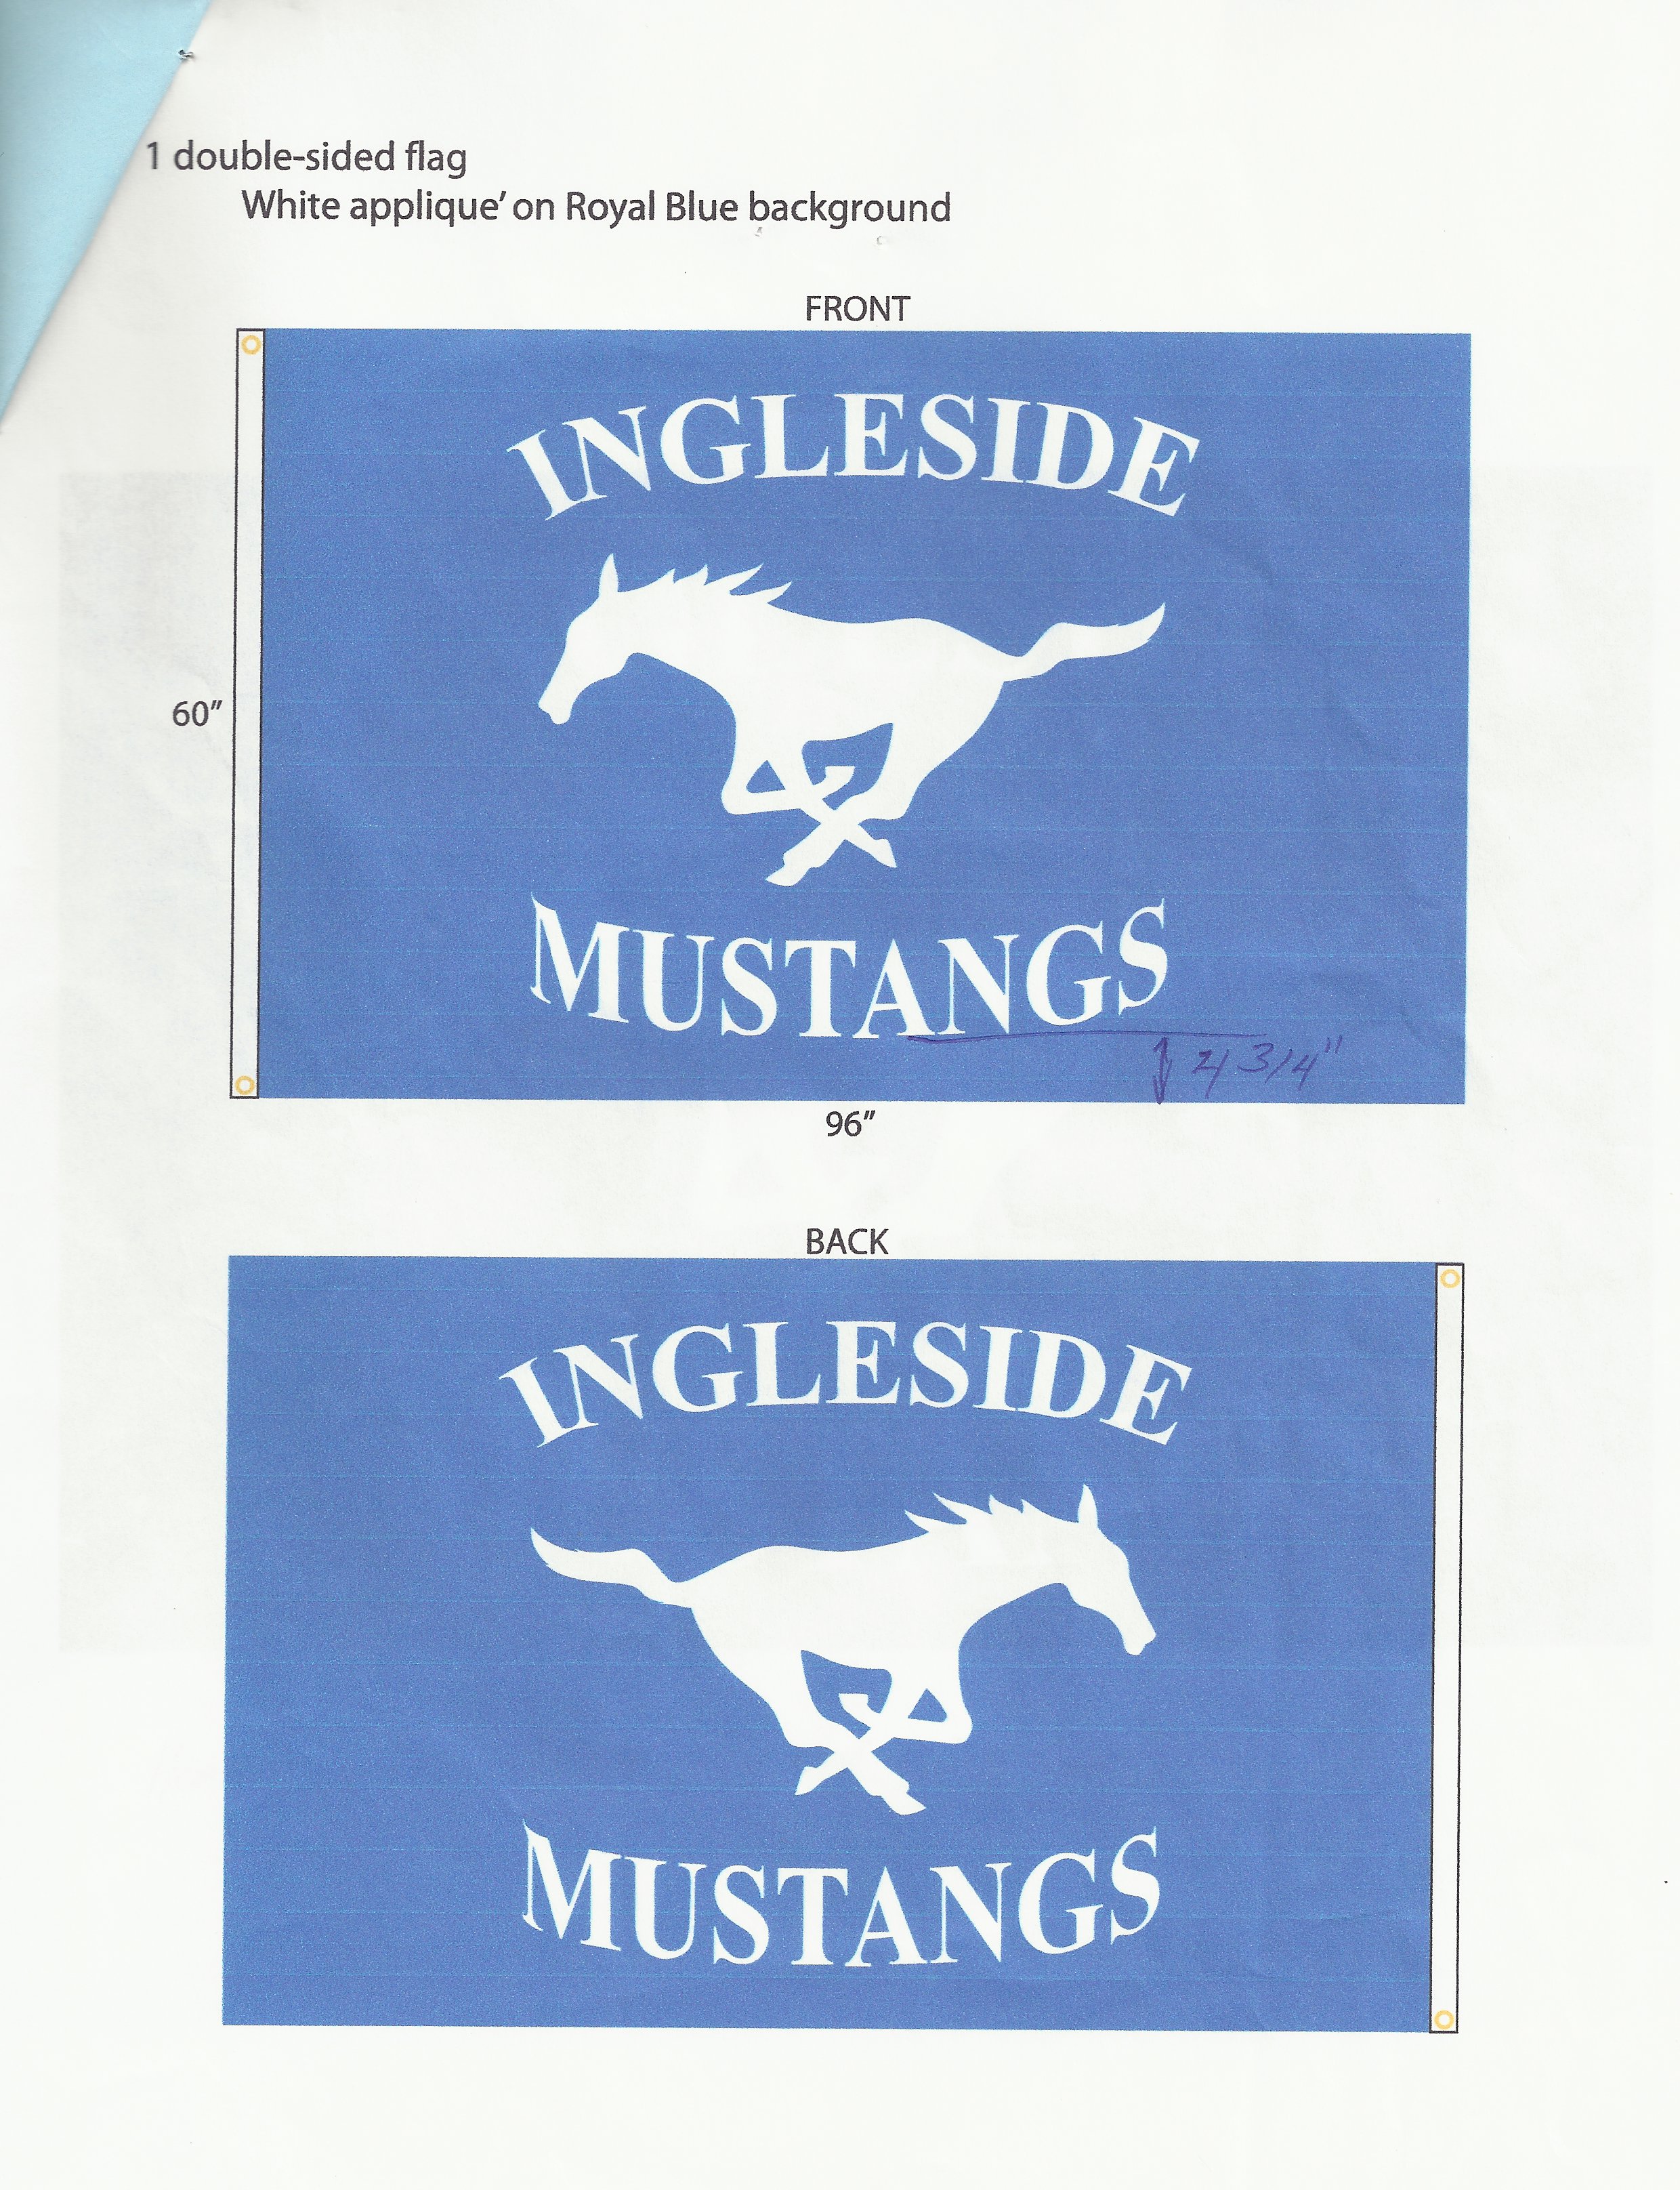 1 double-sided flag
White applique’ on Royal Blue background
FRONT
INGLESIDE
60”
MUSTANGS
4 3/4"
96”
BACK
INGLESIDE
MUSTANGS